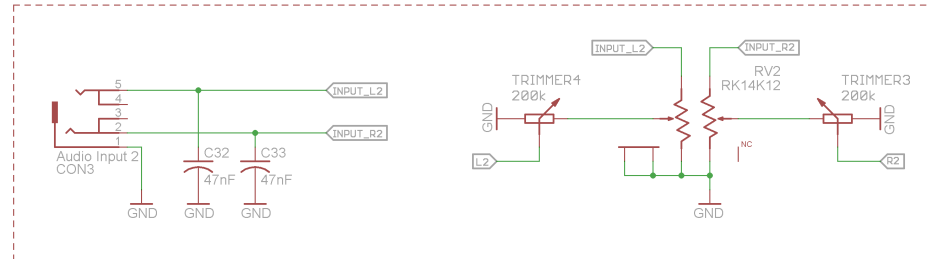 INPUT_L2
INPUT_R2
RV2
RK14K12
TRIMMER4
200k
TRIMMER3
200k
5
4
3
2
1
INPUT_L2
INPUT_R2
GND
GND
NC
L2
R2
Audio Input 2
CON3
C32
47nF
C33
47nF
GND
GND
GND
GND